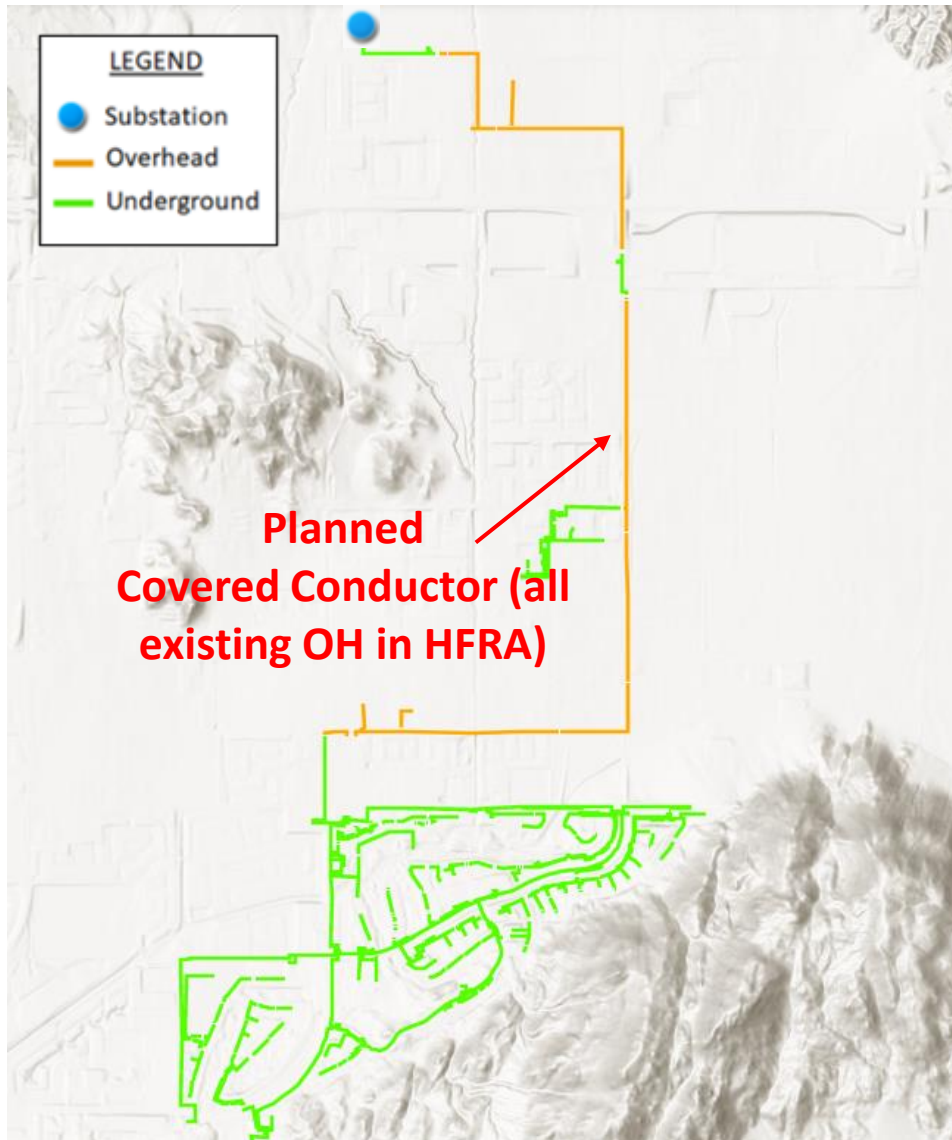 LEGEND
Substation
Overhead
Underground
Planned
Covered Conductor (all
existing OH in HFRA)